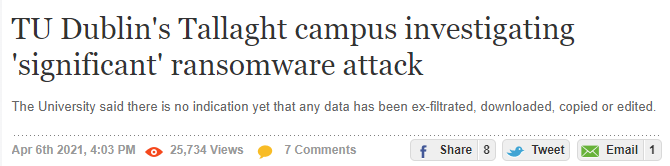 TU Dublin's Tallaght campus investigating
'significant' ransomware attack
The University said there is no indication yet that any data has been ex-filtrated, downloaded, copied or edited.
Apr 6th 2021, 4:03 PM 25,734 Views 7 Comments Share 8 Tweet Email 1